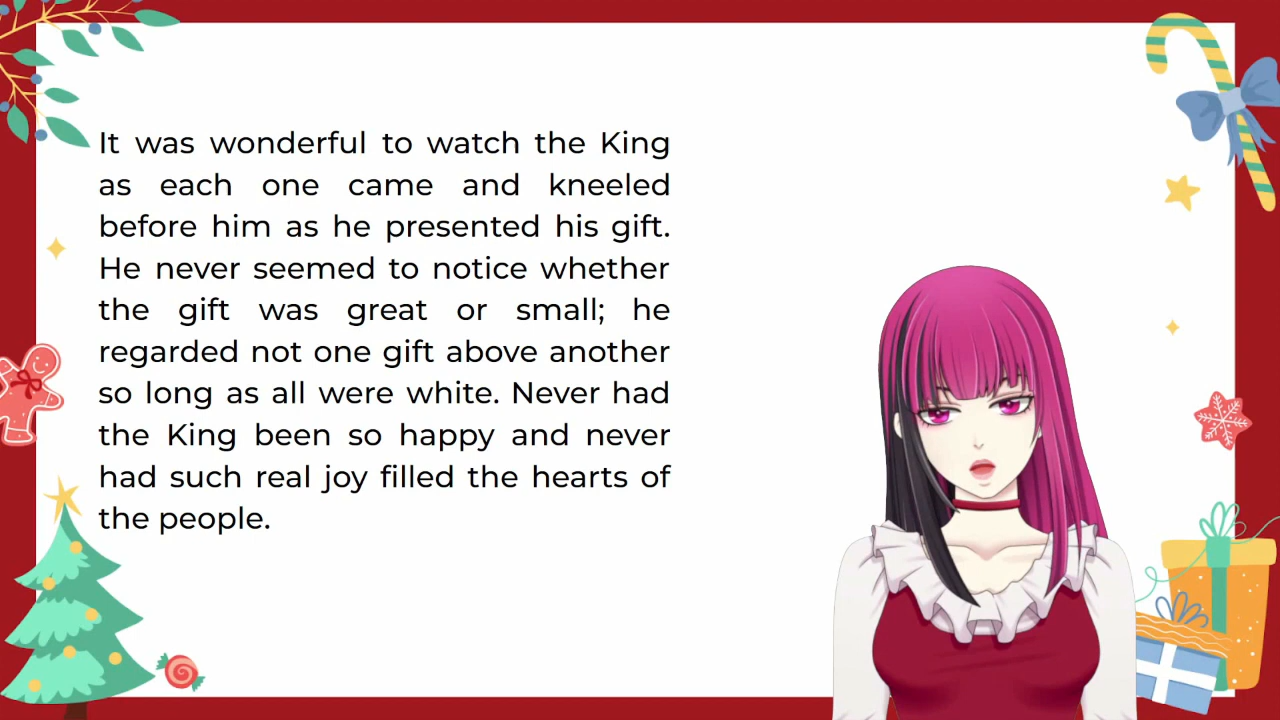 It was wonderful to watch the King
as each one came and kneeled
before him as he presented his gift.
He never seemed to notice whether
the gift was great or small; he
regarded not one gift above another
so long as all were white. Never had
the King been so happy and never
had such real joy filled the hearts of
the people.